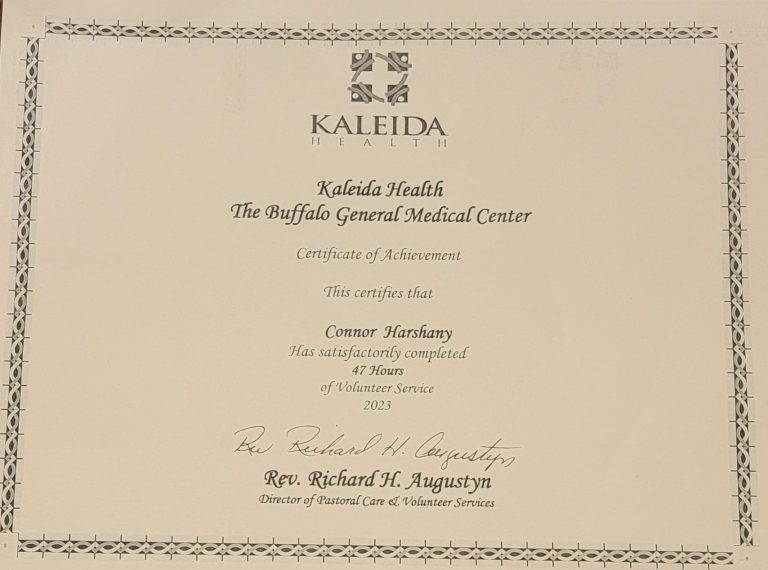 KALEIDA
HEALTH
Kaleida Health
The Buffalo General Medical Center
Certificate of Achievement
This certifies that
Connor Harshany
Has satisfactorily completed
47 Hours
of Volunteer Service
2023
Rev Richard H. Augustyn
Rev. Richard H. Augustyn
Director of Pastoral Care & Volunteer Services